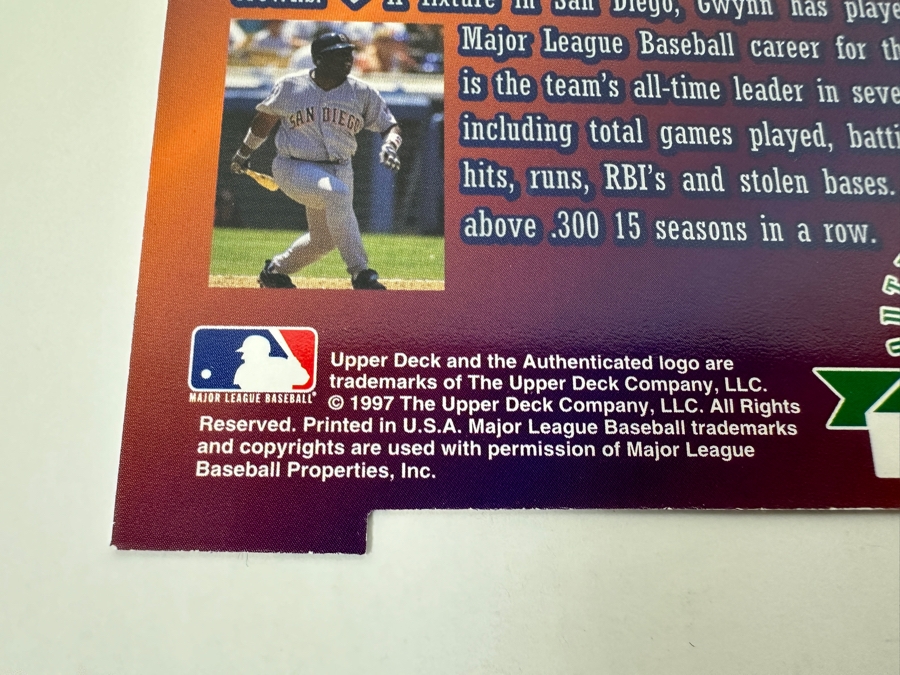 A fixture in San Diego, Gwynn has playe
Major League Baseball career for th
is the team's all-time leader in seve
including total games played, batti
hits, runs, RBI's and stolen bases.
above .300 15 seasons in a row.
SAN DIEGO
MAJOR LEAGUE BASEBALL
Upper Deck and the Authenticated logo are
trademarks of The Upper Deck Company, LLC.
© 1997 The Upper Deck Company, LLC. All Rights
Reserved. Printed in U.S.A. Major League Baseball trademarks
and copyrights are used with permission of Major League
Baseball Properties, Inc.